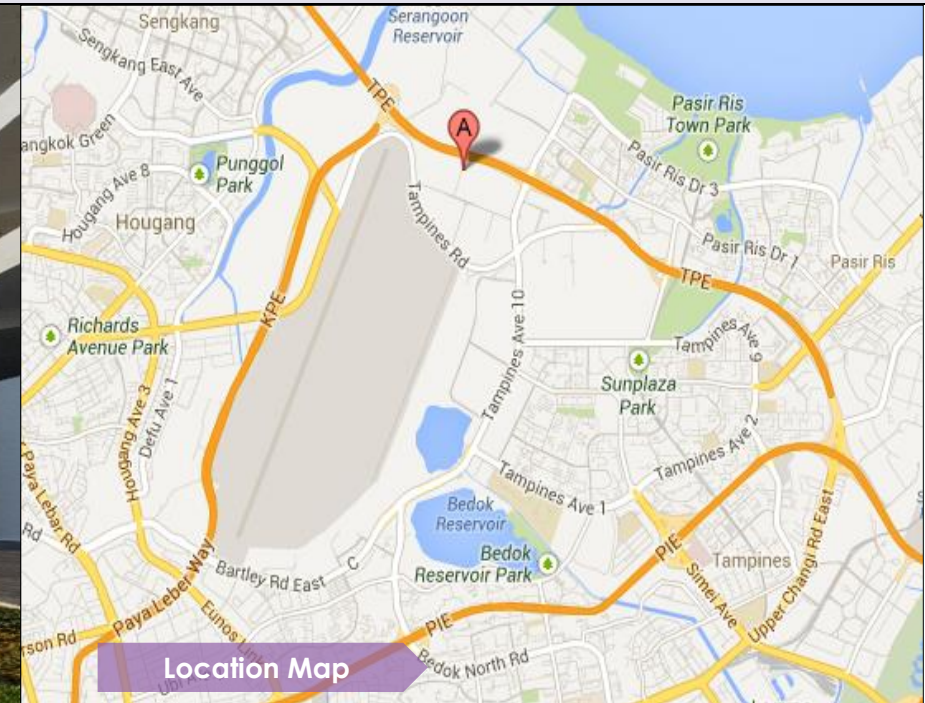 Sengkang
Serangoon
Reservoir
Sengkang East Ave
TPE
A
Pasir Ris
Town Park
Green
Punggol
Park
Pasir Ris Dr 3
Hougang Ave 8
Hougang
Tampines Rd
Pasir Ris Dr 1
Pasir Ris
TPE
KPE
Tampines Ave 10
Richards
Avenue Park
Tampines Ave 9
Sunplaza
Park
Hougang Ave 3
Defu Ave 1
Tampines Ave 2
Paya Lebar Rd
Tampines Ave 1
Bedok
Reservoir
Rd
Bedok
Reservoir Park
PIE
Tampines
Upper Changi Rd East
Bartley Rd East
Simei Ave
Paya Leber Way
Eunos
PIE
Rd
Location Map
Bedok North Rd